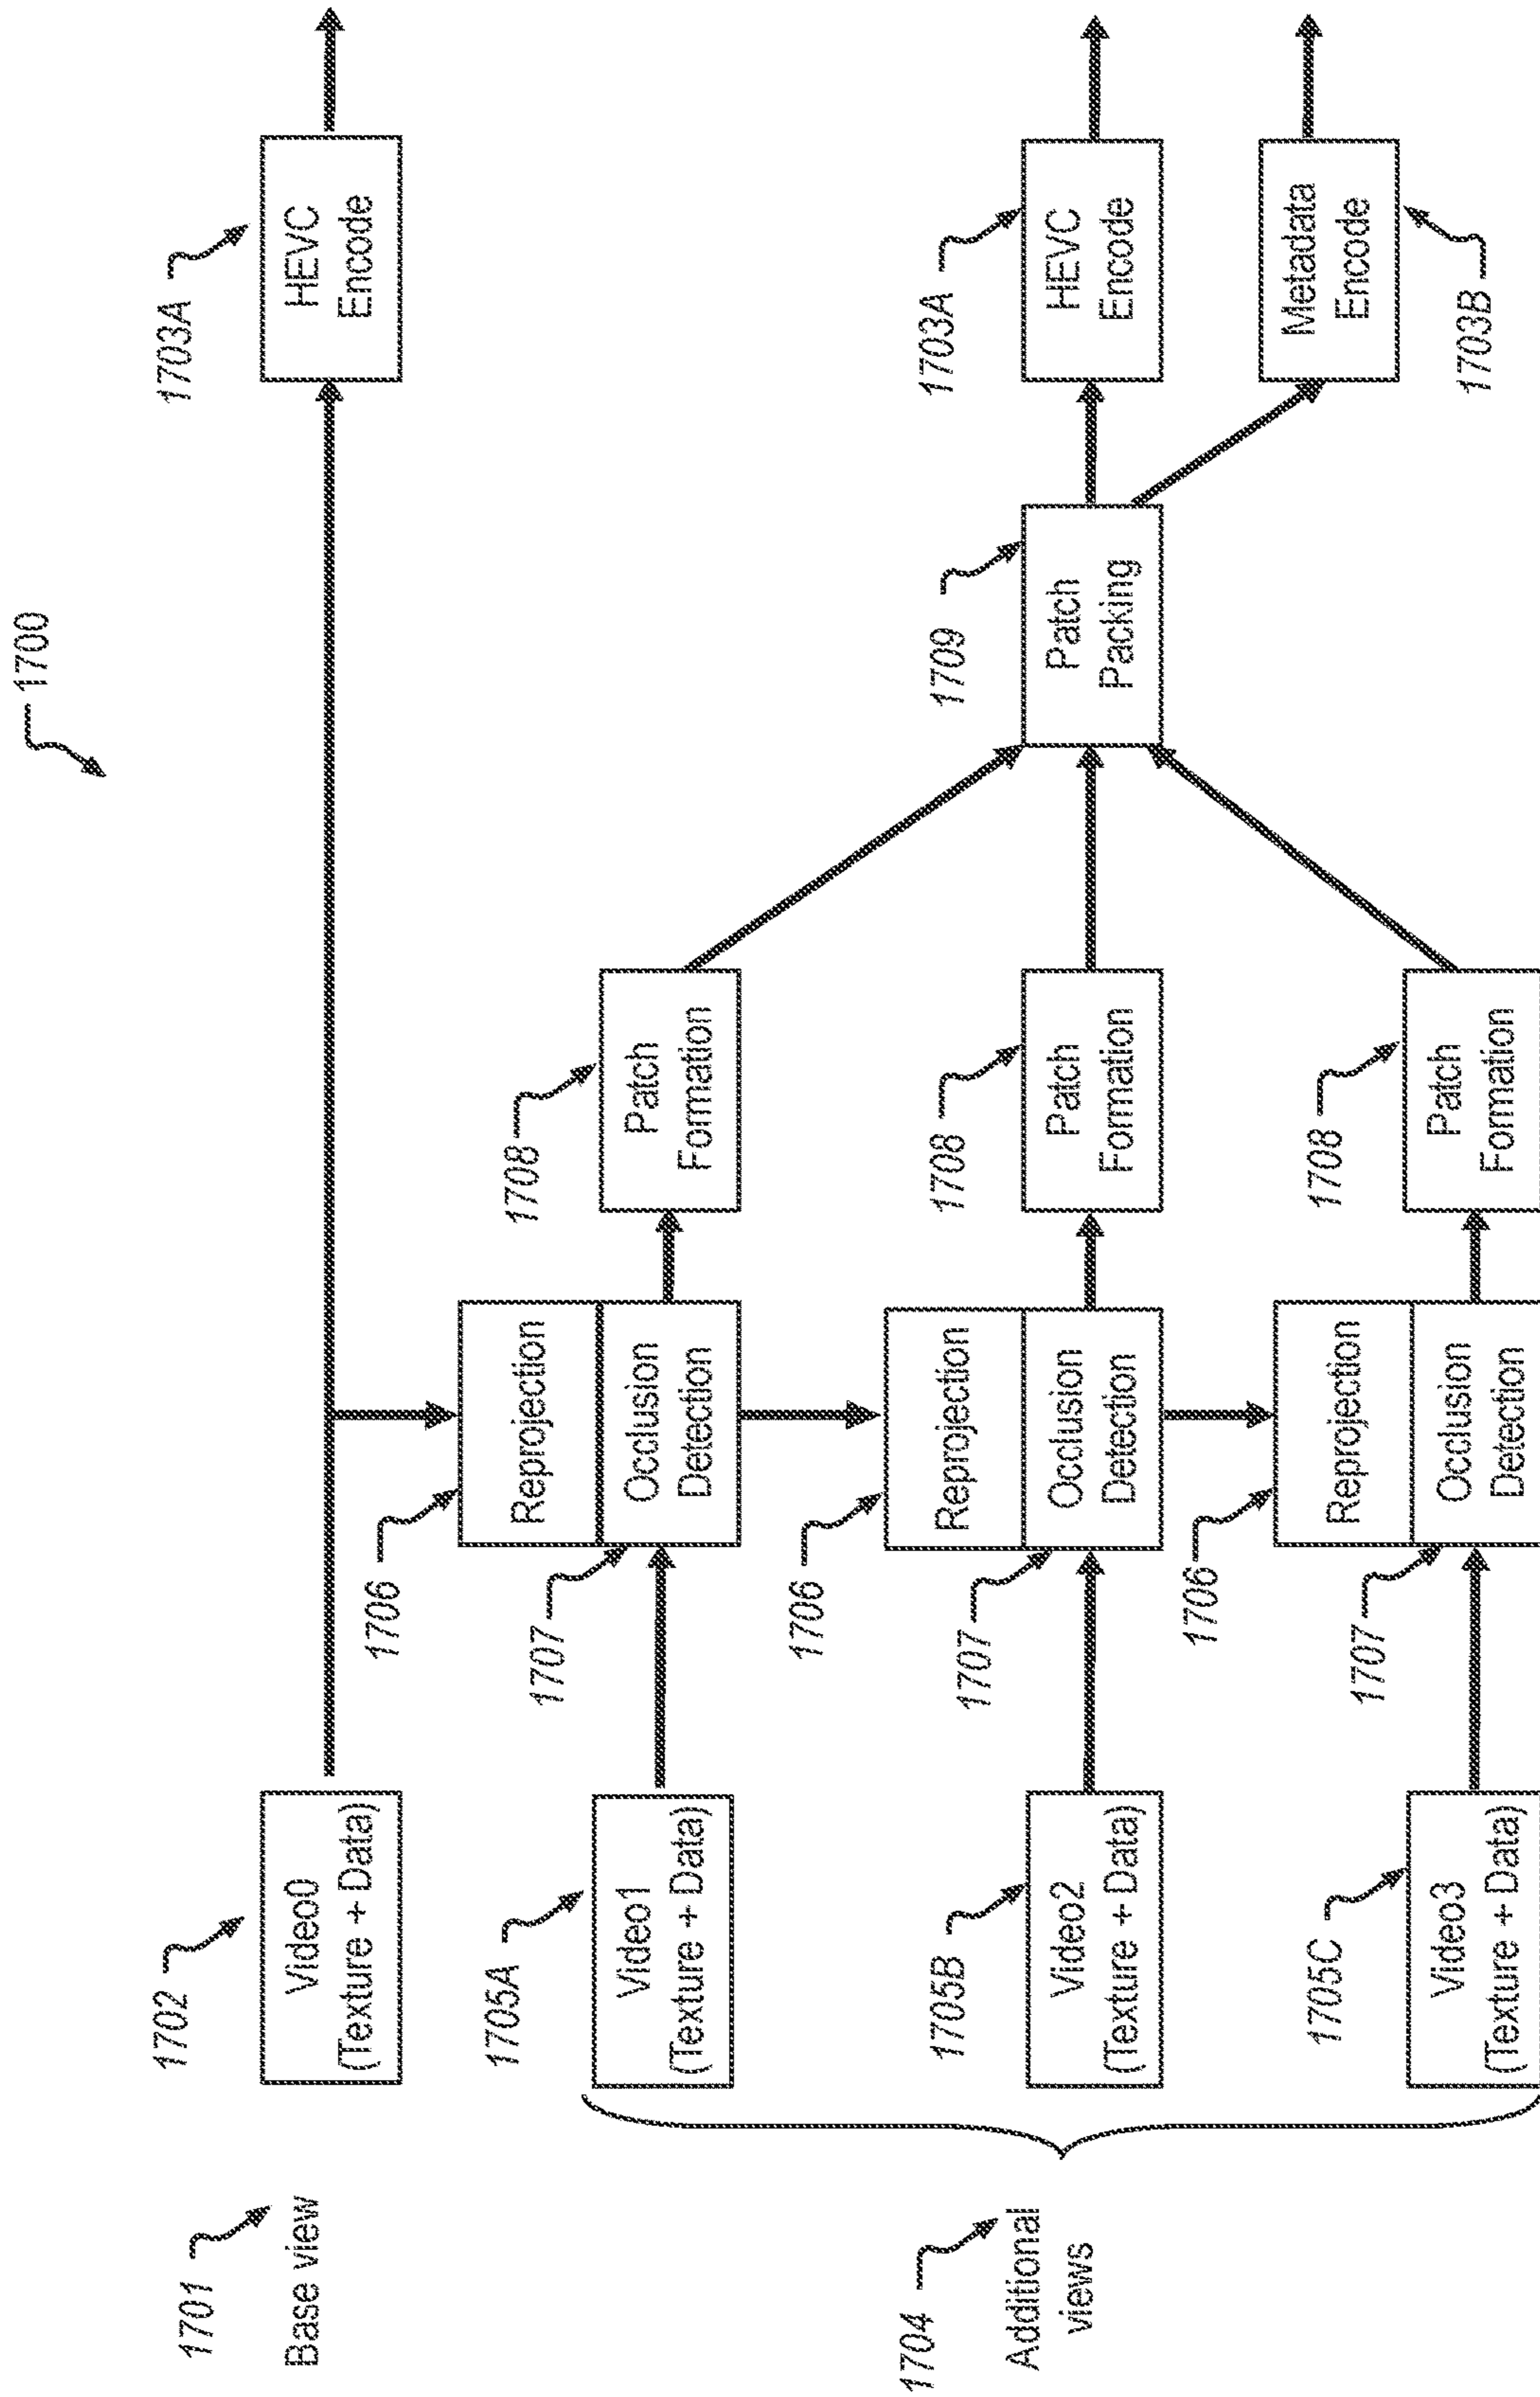 1700
1701
Base view
1702
Video0
(Texture + Data)
1703A
HEVC
Encode
1704
Additional
views
1705A
Video1
(Texture + Data)
1706
Reprojection
1707
Occlusion
Detection
1708
Patch
Formation
1705B
Video2
(Texture + Data)
1706
Reprojection
1707
Occlusion
Detection
1708
Patch
Formation
1709
Patch
Packing
1703A
HEVC
Encode
Metadata
Encode
1703B
1705C
Video3
(Texture + Data)
1706
Reprojection
1707
Occlusion
Detection
1708
Patch
Formation